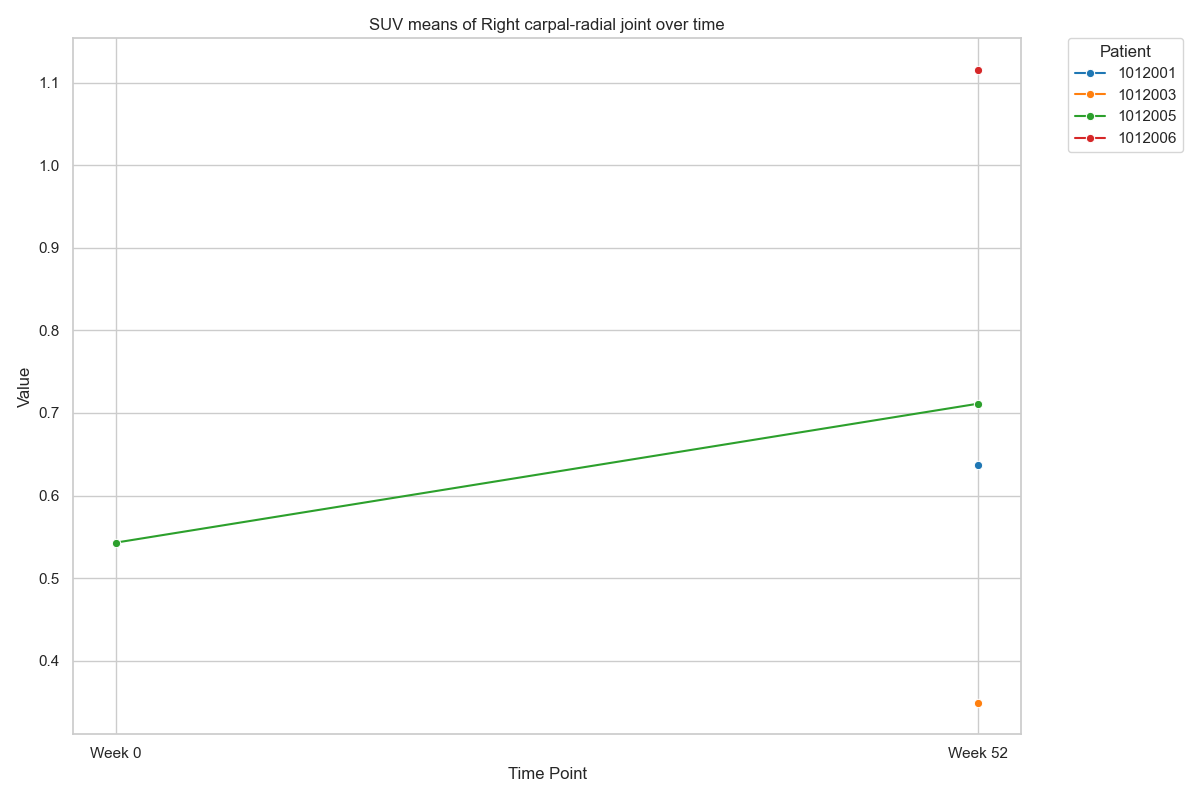 SUV means of Right carpal-radial joint over time
Patient
1012001
1012003
1012005
1012006
1.1
1.0
0.9
0.8
0.7
0.6
0.5
0.4
Value
Week 0
Week 52
Time Point